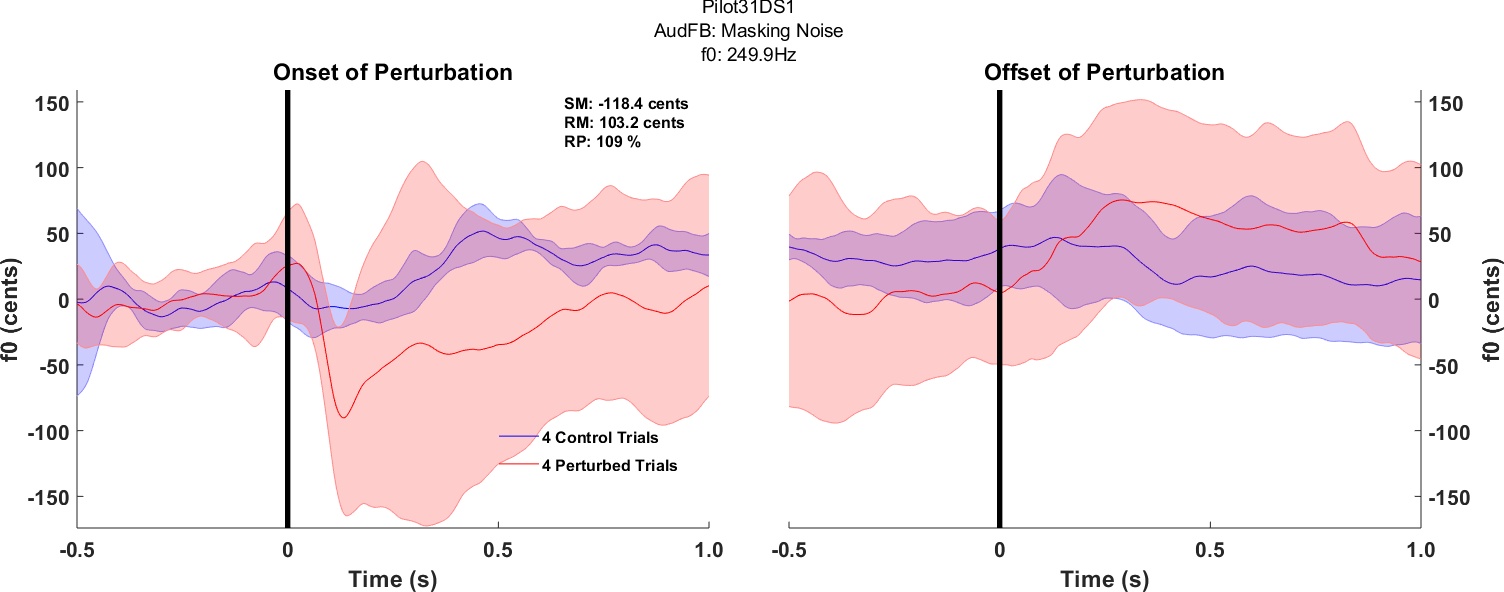 Pilot31DS1
AudFB: Masking Noise
f0: 249.9Hz
Onset of Perturbation
Offset of Perturbation
SM: -118.4 cents
RM: 103.2 cents
RP: 109 %
150
100
50
0
-50
-100
-150
f0 (cents)
4 Control Trials
4 Perturbed Trials
-0.5
0
0.5
1.0
Time (s)
-0.5
0
0.5
1.0
Time (s)
150
100
50
0
-50
-100
-150
f0 (cents)